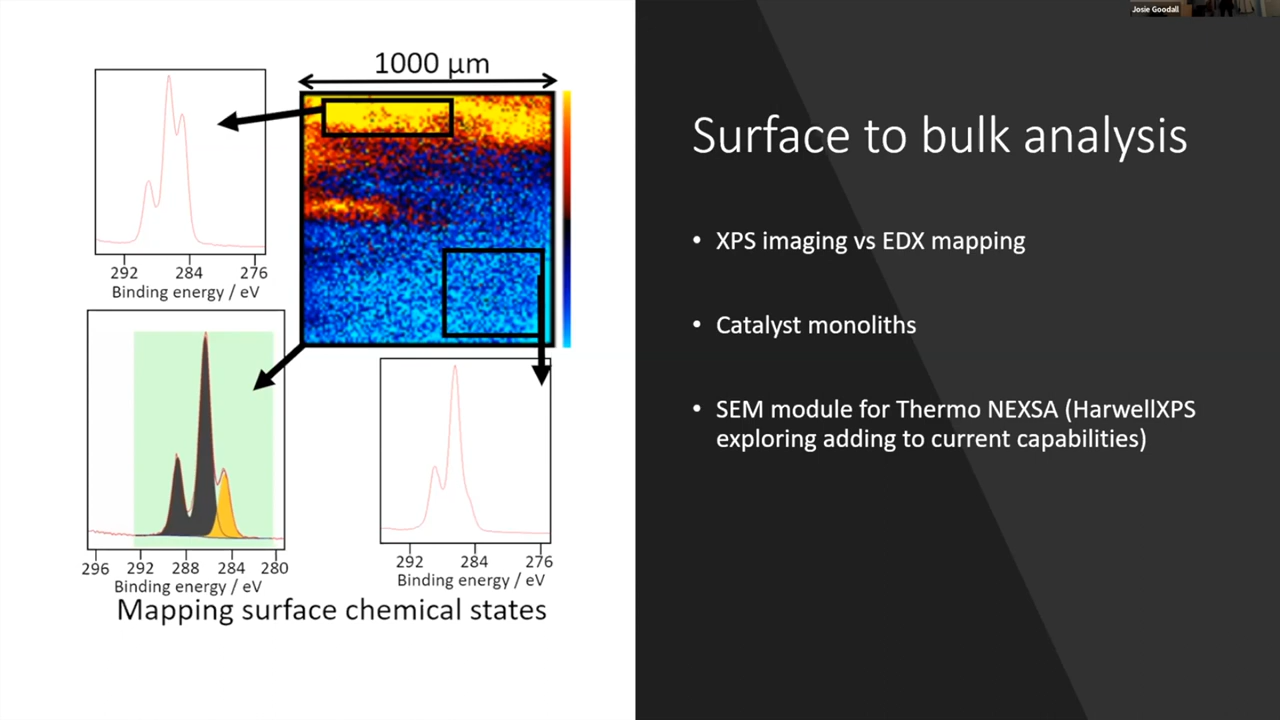 Josie Goodall
1000 µm
292 284 276
Binding energy / eV
296 292 288 284 280
Binding energy / eV
292 284 276
Binding energy / eV
Mapping surface chemical states
Surface to bulk analysis
• XPS imaging vs EDX mapping
• Catalyst monoliths
• SEM module for Thermo NEXSA (HarwellXPS
exploring adding to current capabilities)